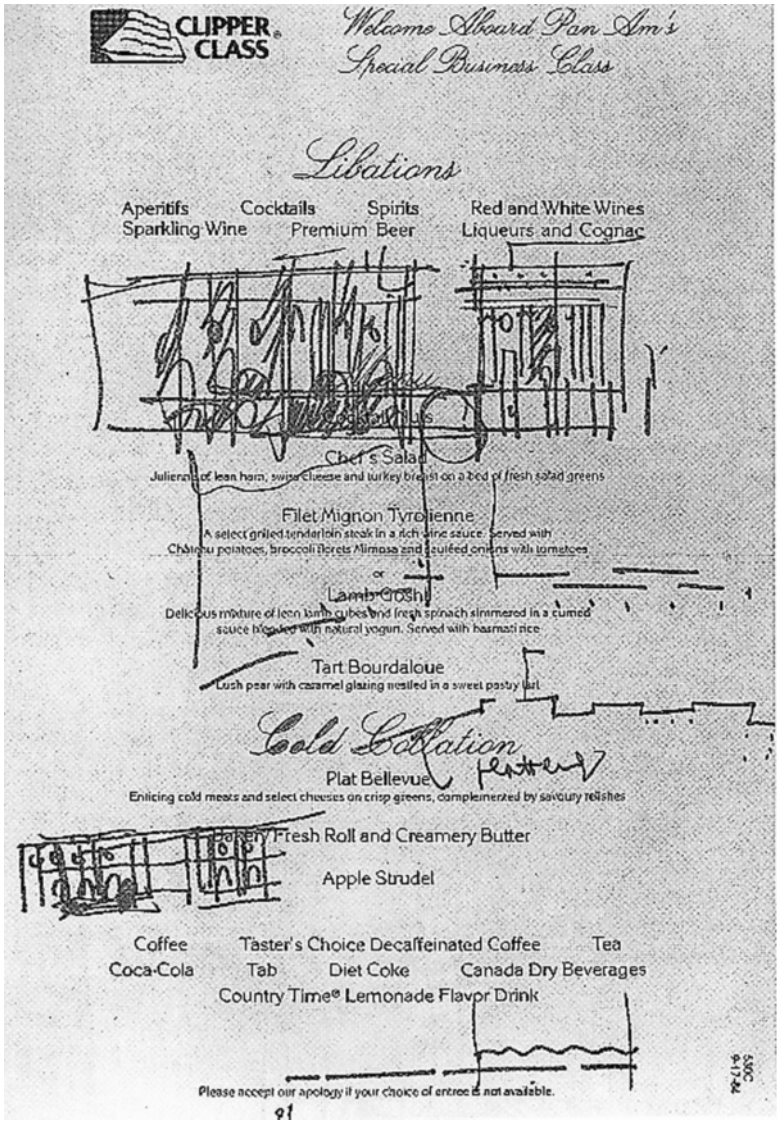 CLIPPER
CLASS®
Welcome Aboard Pan Am's
Special Business Class
Libations
Aperitifs Cocktails Spirits Red and White Wines
Sparkling Wine Premium Beer Liqueurs and Cognac
Chef's Salad
Julienne of lean ham, swiss cheese and turkey breast on a bed of fresh salad greens
Filet Mignon Tyrolienne
A select grilled tenderloin steak in a rich wine sauce. Served with
Château potatoes, broccoli florets Mimosa and sautéed onions with tomatoes
or
Lamb Gosht
Delicious mixture of lean lamb cubes and fresh spinach simmered in a curried
sauce blended with natural yogurt. Served with basmati rice
Tart Bourdaloue
Lush pear with caramel glazing nestled in a sweet pastry tart
Cold Collation
Plat Bellevue
Enticing cold meats and select cheeses on crisp greens, complemented by savoury relishes
Bakery Fresh Roll and Creamery Butter
Apple Strudel
Coffee Taster's Choice Decaffeinated Coffee Tea
Coca-Cola Tab Diet Coke Canada Dry Beverages
Country Time® Lemonade Flavor Drink
Please accept our apology if your choice of entree is not available.
530C
9-17-84
91